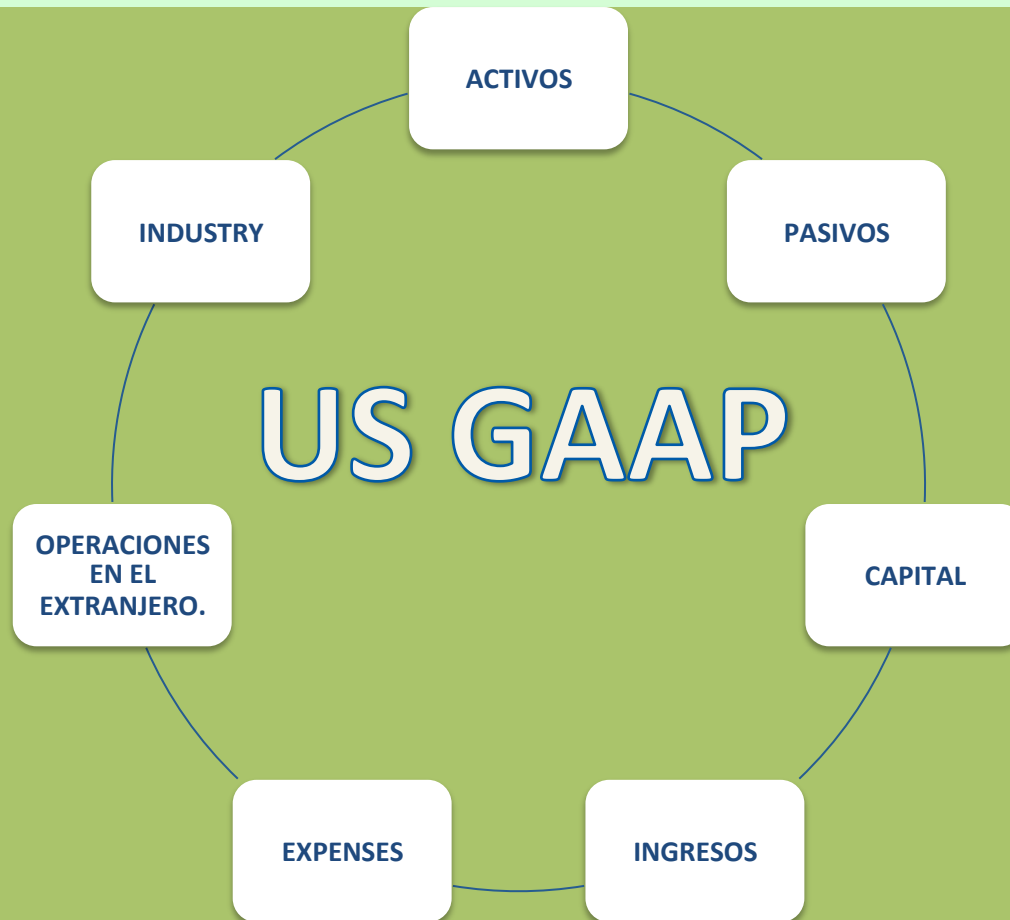 ACTIVOS
INDUSTRY
PASIVOS
US GAAP
OPERACIONES
EN EL
EXTRANJERO.
CAPITAL
EXPENSES
INGRESOS